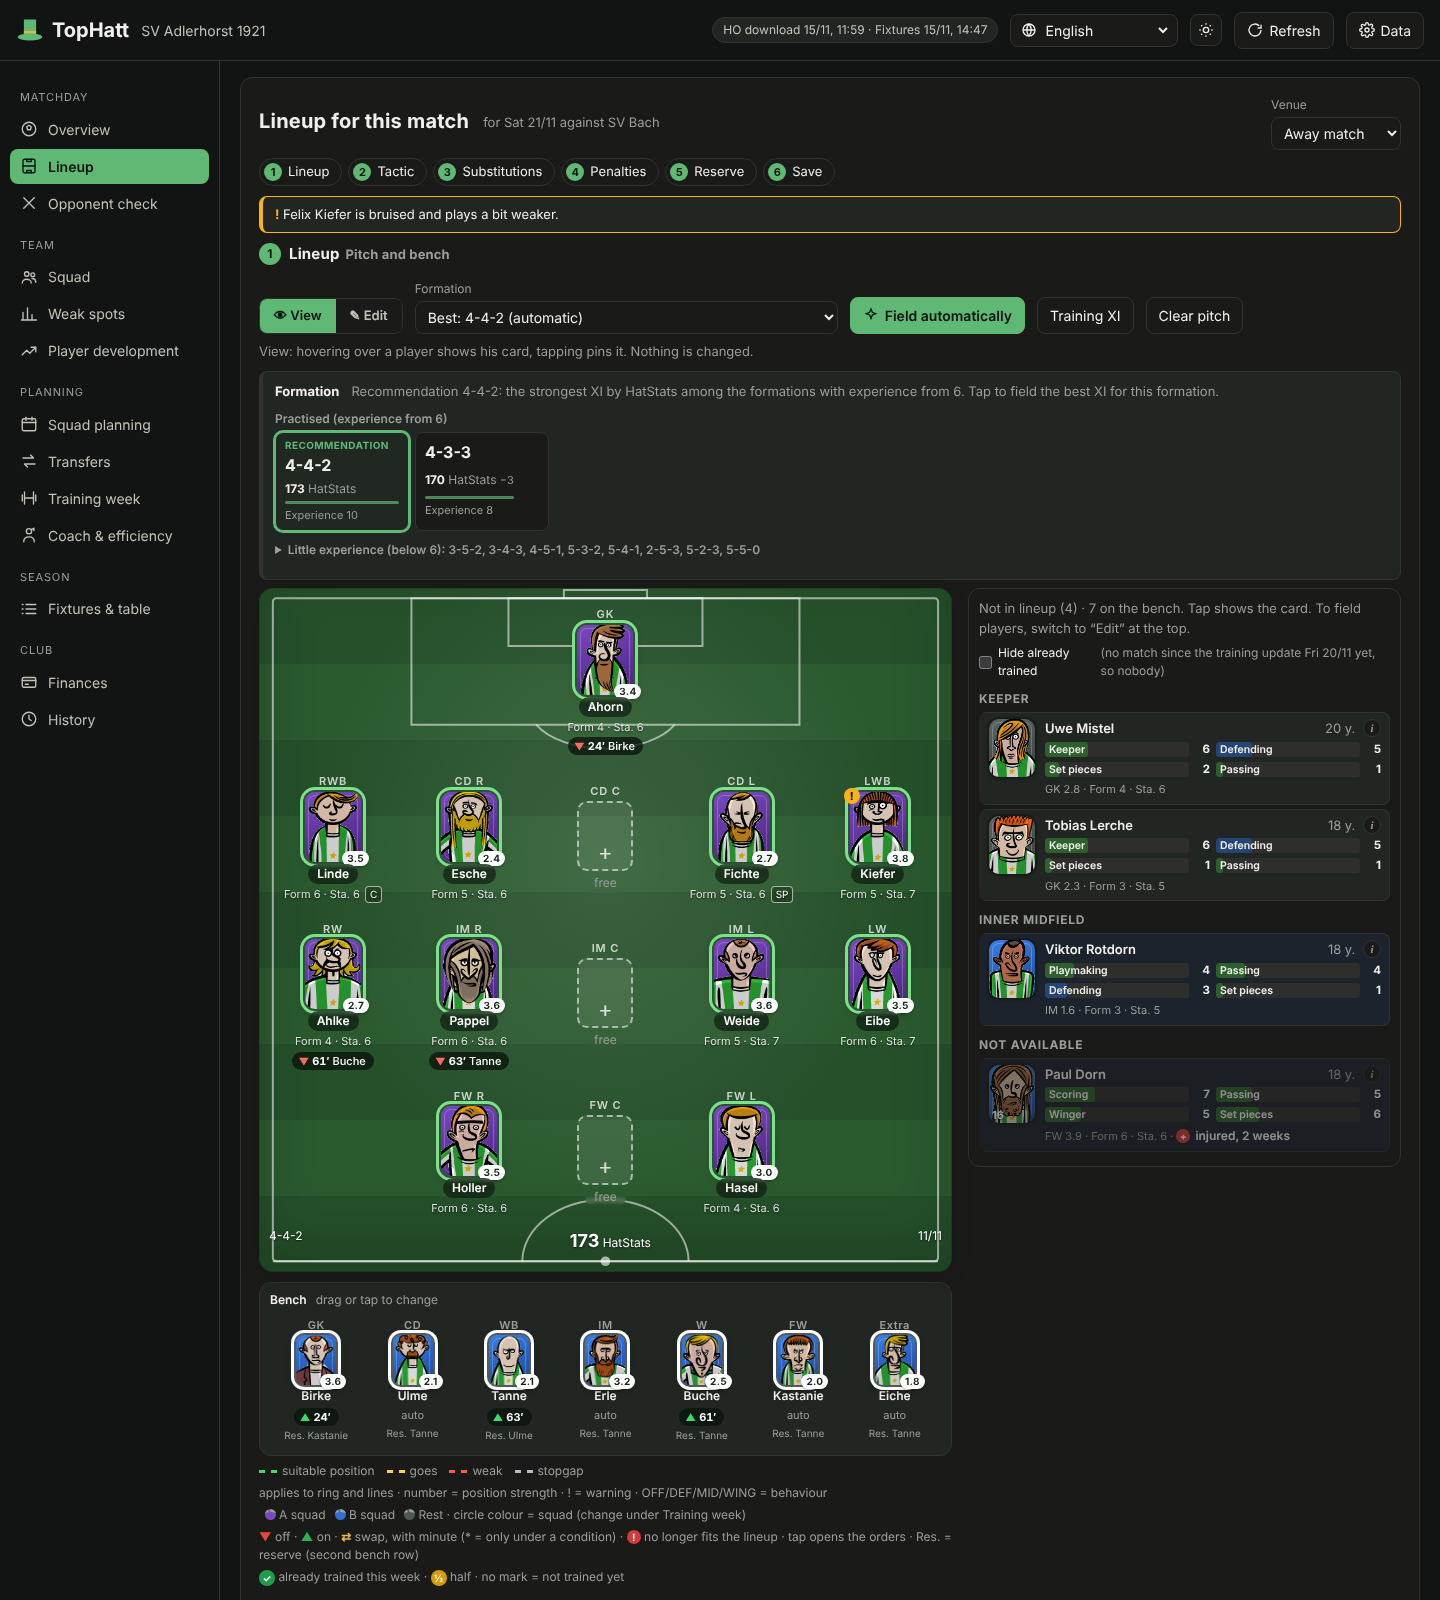 TopHatt SV Adlerhorst 1921
HO download 15/11, 11:59 · Fixtures 15/11, 14:47
English
Refresh
Data
MATCHDAY
Overview
Lineup
Opponent check
TEAM
Squad
Weak spots
Player development
PLANNING
Squad planning
Transfers
Training week
Coach & efficiency
SEASON
Fixtures & table
CLUB
Finances
History
Lineup for this match for Sat 21/11 against SV Bach
Venue
Away match
1 Lineup 2 Tactic 3 Substitutions 4 Penalties 5 Reserve 6 Save
! Felix Kiefer is bruised and plays a bit weaker.
1 Lineup Pitch and bench
Formation
View Edit Best: 4-4-2 (automatic) Field automatically Training XI Clear pitch
View: hovering over a player shows his card, tapping pins it. Nothing is changed.
Formation Recommendation 4-4-2: the strongest XI by HatStats among the formations with experience from 6. Tap to field the best XI for this formation.
Practised (experience from 6)
RECOMMENDATION
4-4-2
173 HatStats
Experience 10
4-3-3
170 HatStats −3
Experience 8
Little experience (below 6): 3-5-2, 3-4-3, 4-5-1, 5-3-2, 5-4-1, 2-5-3, 5-2-3, 5-5-0
GK
3.4
Ahorn
Form 4 · Sta. 6
24' Birke
RWB CD R CD C CD L LWB
!
3.5 2.4 + 2.7 3.8
Linde Esche free Fichte Kiefer
Form 6 · Sta. 6 C Form 5 · Sta. 6 Form 5 · Sta. 6 SP Form 5 · Sta. 7
RW IM R IM C IM L LW
2.7 3.6 + 3.6 3.5
Ahlke Pappel free Weide Eibe
Form 4 · Sta. 6 Form 6 · Sta. 6 Form 5 · Sta. 7 Form 6 · Sta. 7
61' Buche 63' Tanne
FW R FW C FW L
3.5 + 3.0
Holler free Hasel
Form 6 · Sta. 6 Form 4 · Sta. 6
4-4-2 173 HatStats 11/11
Not in lineup (4) · 7 on the bench. Tap shows the card. To field
players, switch to “Edit” at the top.
Hide already
trained
(no match since the training update Fri 20/11 yet,
so nobody)
KEEPER
Uwe Mistel 20 y. i
Keeper 6 Defending 5
Set pieces 2 Passing 1
GK 2.8 · Form 4 · Sta. 6
Tobias Lerche 18 y. i
Keeper 6 Defending 5
Set pieces 1 Passing 1
GK 2.3 · Form 3 · Sta. 5
INNER MIDFIELD
Viktor Rotdorn 18 y. i
Playmaking 4 Passing 4
Defending 3 Set pieces 1
IM 1.6 · Form 3 · Sta. 5
NOT AVAILABLE
Paul Dorn 18 y. i
Scoring 7 Passing 5
16 Winger 5 Set pieces 6
FW 3.9 · Form 6 · Sta. 6 · + injured, 2 weeks
Bench drag or tap to change
GK CD WB IM W FW Extra
3.6 2.1 2.1 3.2 2.5 2.0 1.8
Birke Ulme Tanne Erle Buche Kastanie Eiche
24' auto 63' auto 61' auto auto
Res. Kastanie Res. Tanne Res. Ulme Res. Tanne Res. Tanne Res. Tanne Res. Tanne
suitable position goes weak stopgap
applies to ring and lines · number = position strength · ! = warning · OFF/DEF/MID/WING = behaviour
A squad B squad Rest · circle colour = squad (change under Training week)
off · on · swap, with minute (* = only under a condition) · ! no longer fits the lineup · tap opens the orders · Res. =
reserve (second bench row)
already trained this week · ½ half · no mark = not trained yet